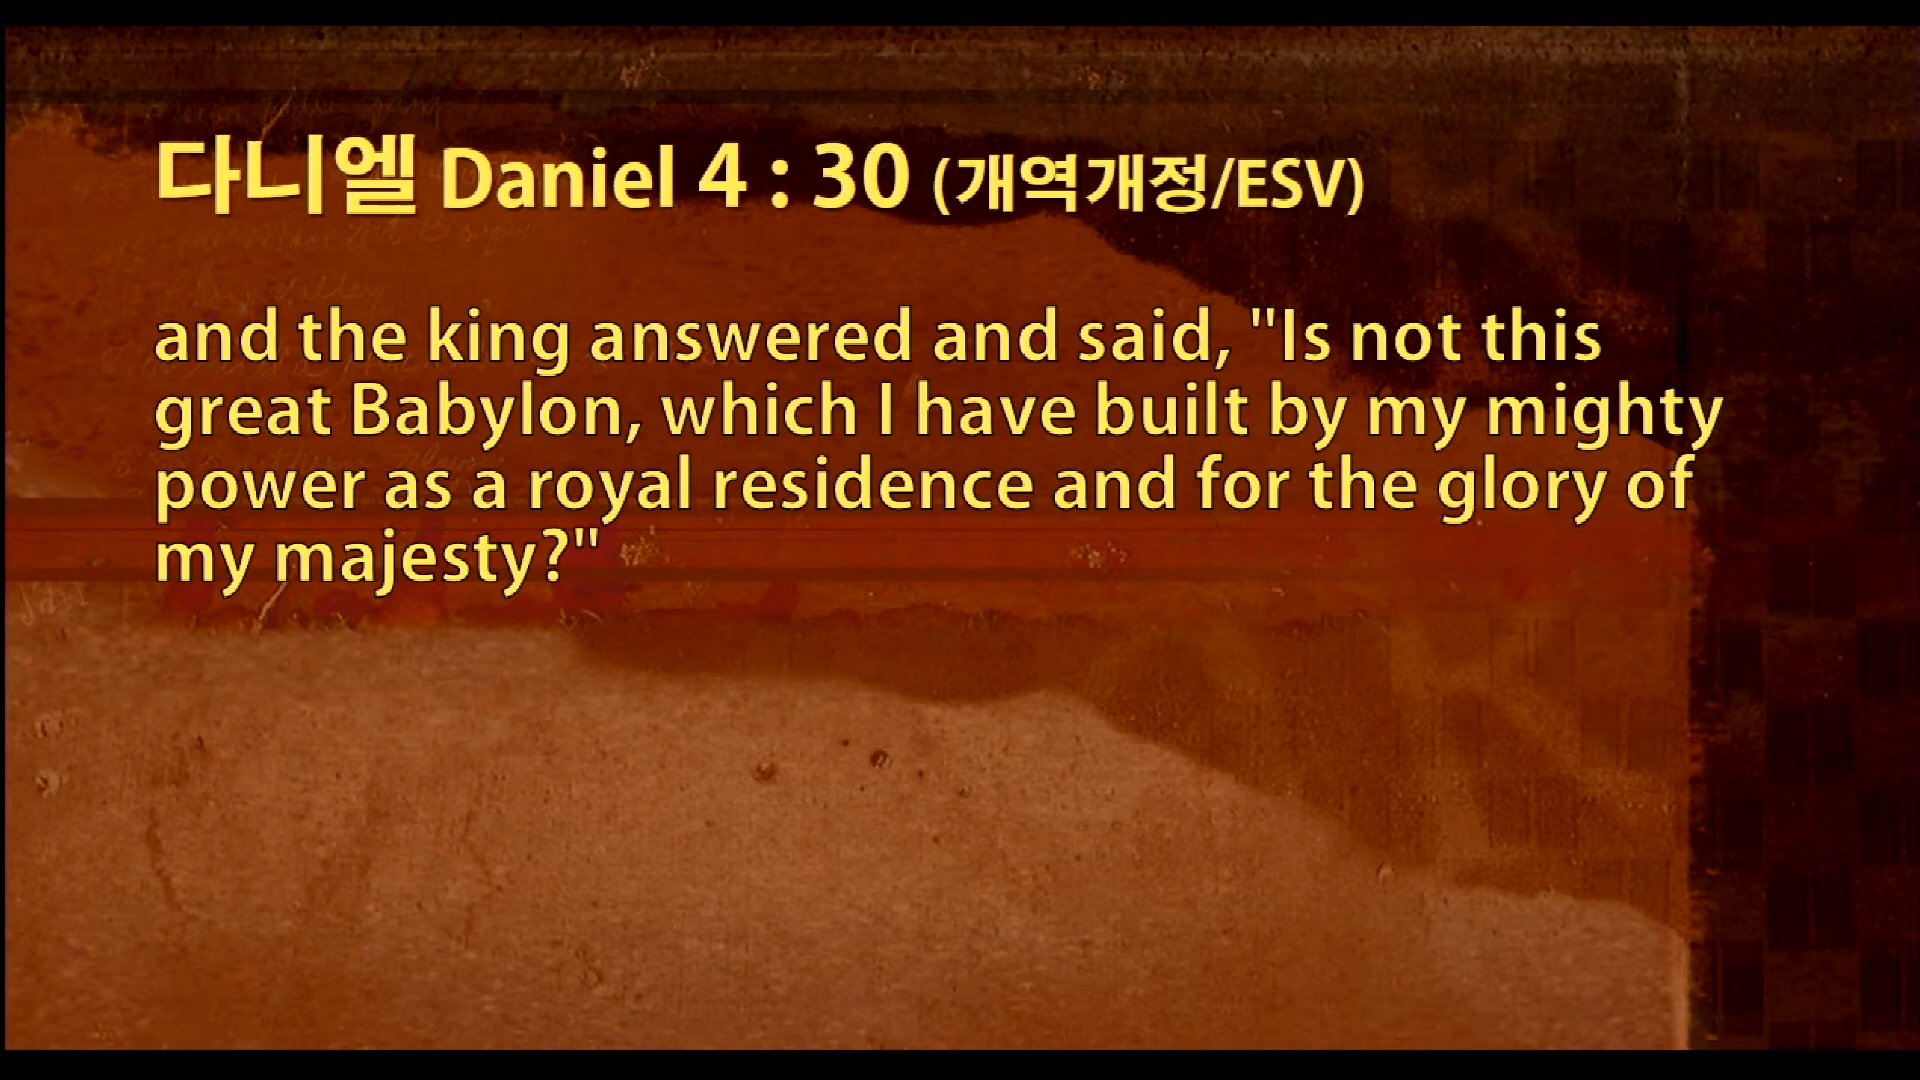 다니엘 Daniel 4 : 30 (개역개정/ESV)
and the king answered and said, "Is not this
great Babylon, which I have built by my mighty
power as a royal residence and for the glory of
my majesty?"